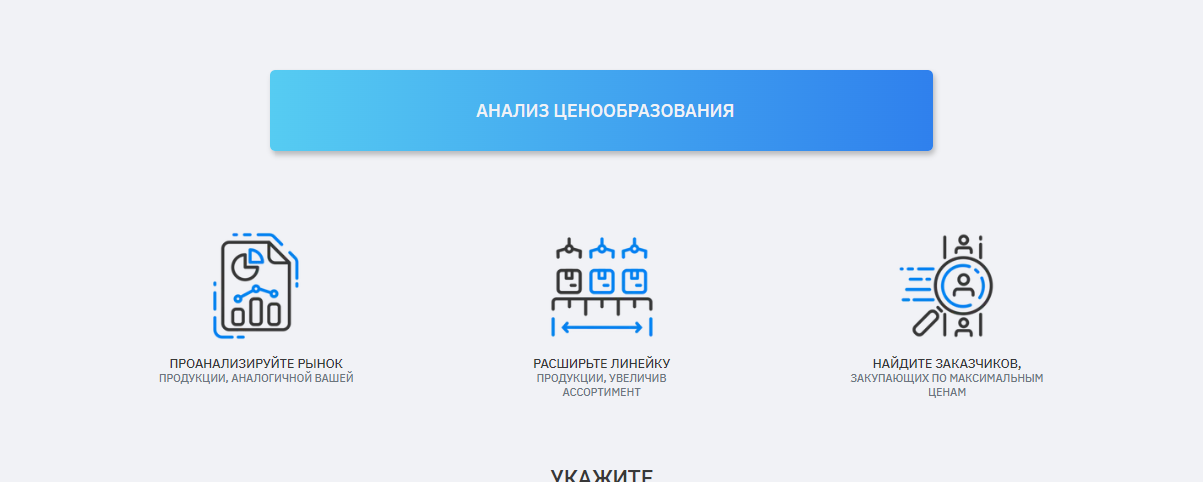 АНАЛИЗ ЦЕНООБРАЗОВАНИЯ
ПРОАНАЛИЗИРУЙТЕ РЫНОК
ПРОДУКЦИИ, АНАЛОГИЧНОЙ ВАШЕЙ
РАСШИРЬТЕ ЛИНЕЙКУ
ПРОДУКЦИИ, УВЕЛИЧИВ
АССОРТИМЕНТ
НАЙДИТЕ ЗАКАЗЧИКОВ,
ЗАКУПАЮЩИХ ПО МАКСИМАЛЬНЫМ
ЦЕНАМ
УКАЖИТЕ